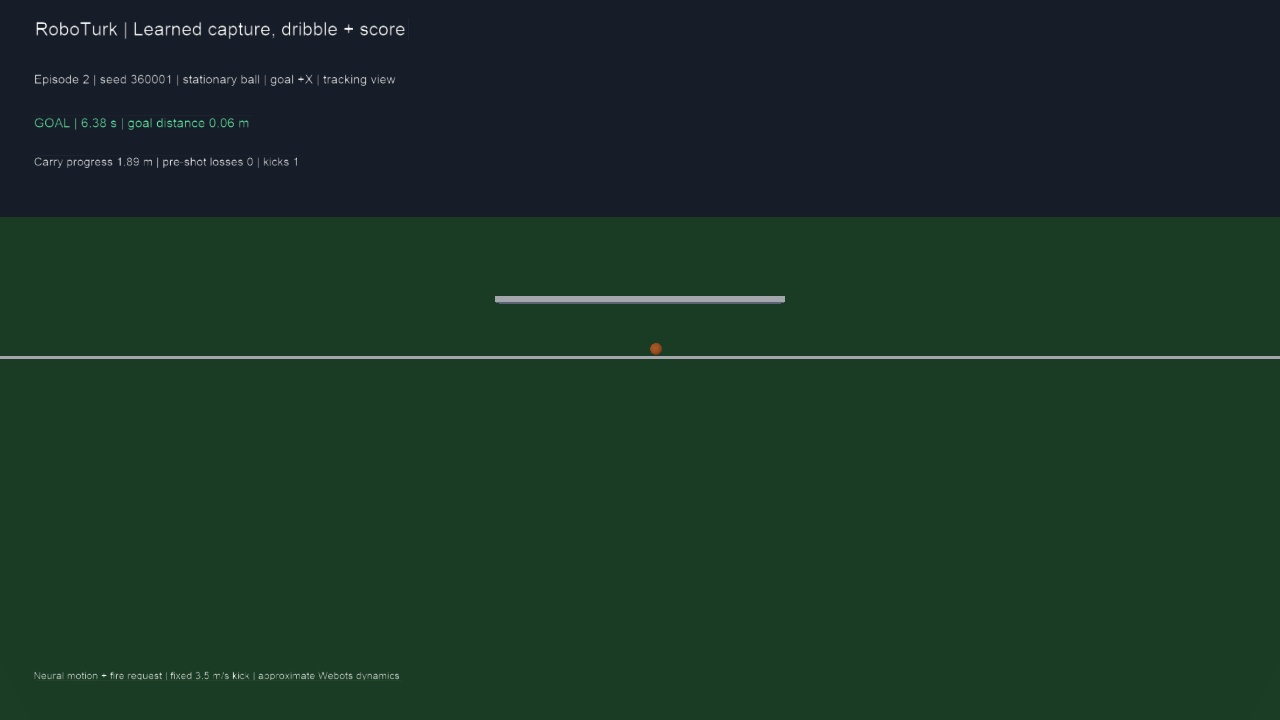 RoboTurk | Learned capture, dribble + score
Episode 2 | seed 360001 | stationary ball | goal +X | tracking view
GOAL | 6.38 s | goal distance 0.06 m
Carry progress 1.89 m | pre-shot losses 0 | kicks 1
Neural motion + fire request | fixed 3.5 m/s kick | approximate Webots dynamics